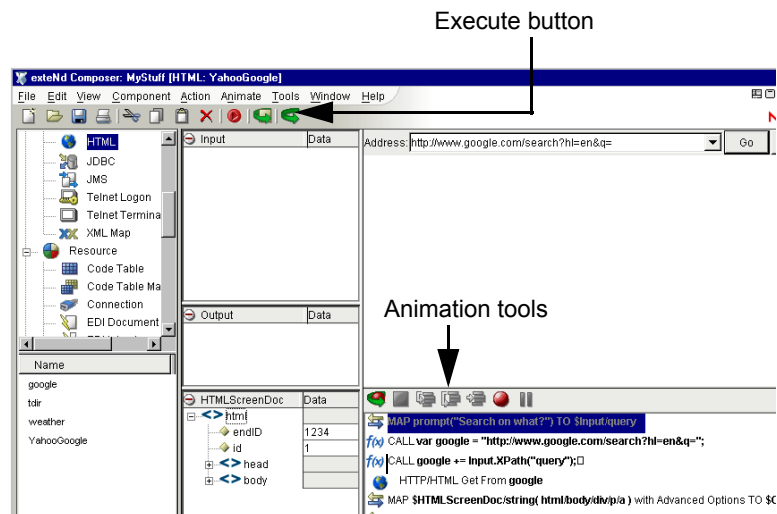 Execute button
exteNd Composer: MyStuff [HTML: YahooGoogle]
File Edit View Component Action Animate Tools Window Help
HTML
JDBC
JMS
Telnet Logon
Telnet Termina
XML Map
Resource
Code Table
Code Table Ma
Connection
EDI Document
Name
google
tdir
weather
YahooGoogle
Input Data
Output Data
HTMLScreenDoc Data
html
endID 1234
id 1
head
body
Address: http://www.google.com/search?hl=en&q= Go
Animation tools
MAP prompt("Search on what?") TO $Input/query
f(x) CALL var google = "http://www.google.com/search?hl=en&q=";
f(x) CALL google += Input.XPath("query");
HTTP/HTML Get From google
MAP $HTMLScreenDoc/string( html/body/div/p/a ) with Advanced Options TO